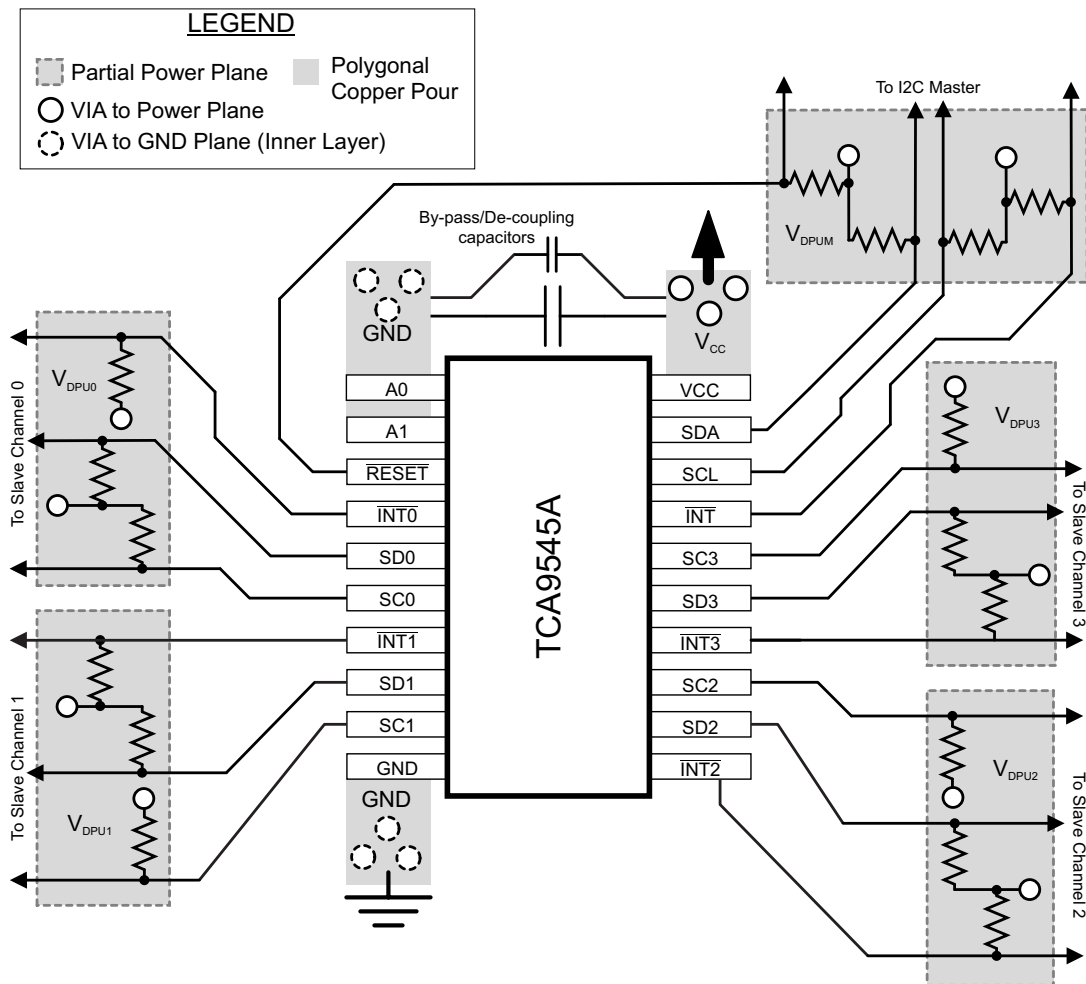 LEGEND
Partial Power Plane
Polygonal
Copper Pour
VIA to Power Plane
VIA to GND Plane (Inner Layer)
To I2C Master
By-pass/De-coupling
capacitors
VDPUM
GND
VCC
VDPU0
To Slave Channel 0
VDPU1
To Slave Channel 1
A0
A1
RESET
INT0
SD0
SC0
INT1
SD1
SC1
GND
GND
TCA9545A
VCC
SDA
SCL
INT
SC3
SD3
INT3
SC2
SD2
INT2
VDPU3
To Slave Channel 3
VDPU2
To Slave Channel 2